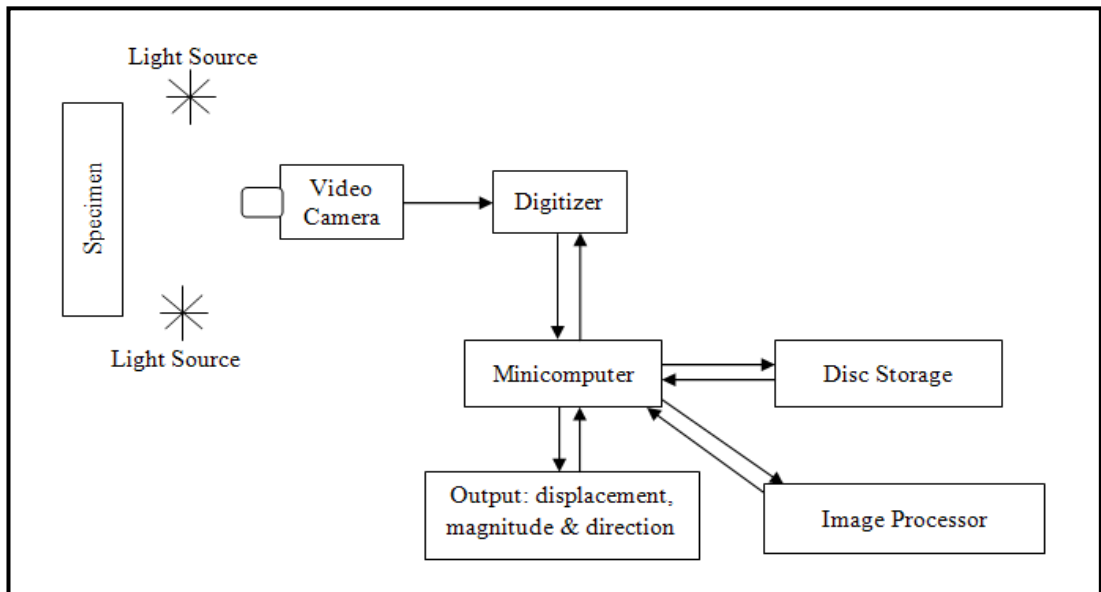 Light Source
Specimen
Video
Camera
Digitizer
Light Source
Minicomputer
Disc Storage
Output: displacement,
magnitude & direction
Image Processor